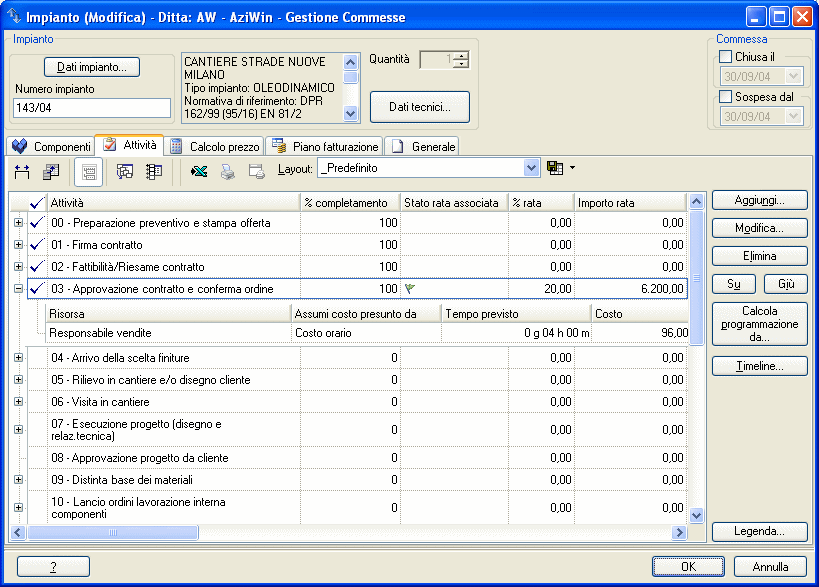 Impianto (Modifica) - Ditta: AW - AziWin - Gestione Commesse
Impianto
Dati impianto...
Numero impianto
143/04
CANTIERE STRADE NUOVE
MILANO
Tipo impianto: OLEODINAMICO
Normativa di riferimento: DPR
162/99 (95/16) EN 81/2
Quantità 1
Dati tecnici...
Commessa
Chiusa il
30/09/04
Sospesa dal
30/09/04
Componenti Attività Calcolo prezzo Piano fatturazione Generale
Layout: _Predefinito
Attività % completamento Stato rata associata % rata Importo rata
00 - Preparazione preventivo e stampa offerta 100 0,00 0,00
01 - Firma contratto 100 0,00 0,00
02 - Fattibilità/Riesame contratto 100 0,00 0,00
03 - Approvazione contratto e conferma ordine 100 20,00 6.200,00
Risorsa Assumi costo presunto da Tempo previsto Costo
Responsabile vendite Costo orario 0 g 04 h 00 m 96,00
04 - Arrivo della scelta finiture 0 0,00 0,00
05 - Rilievo in cantiere e/o disegno cliente 0 0,00 0,00
06 - Visita in cantiere 0 0,00 0,00
07 - Esecuzione progetto (disegno e
relaz.tecnica) 0 0,00 0,00
08 - Approvazione progetto da cliente 0 0,00 0,00
09 - Distinta base dei materiali 0 0,00 0,00
10 - Lancio ordini lavorazione interna
componenti 0 0,00 0,00
Aggiungi...
Modifica...
Elimina
Su Giù
Calcola
programmazione
da...
Timeline...
Legenda...
? OK Annulla